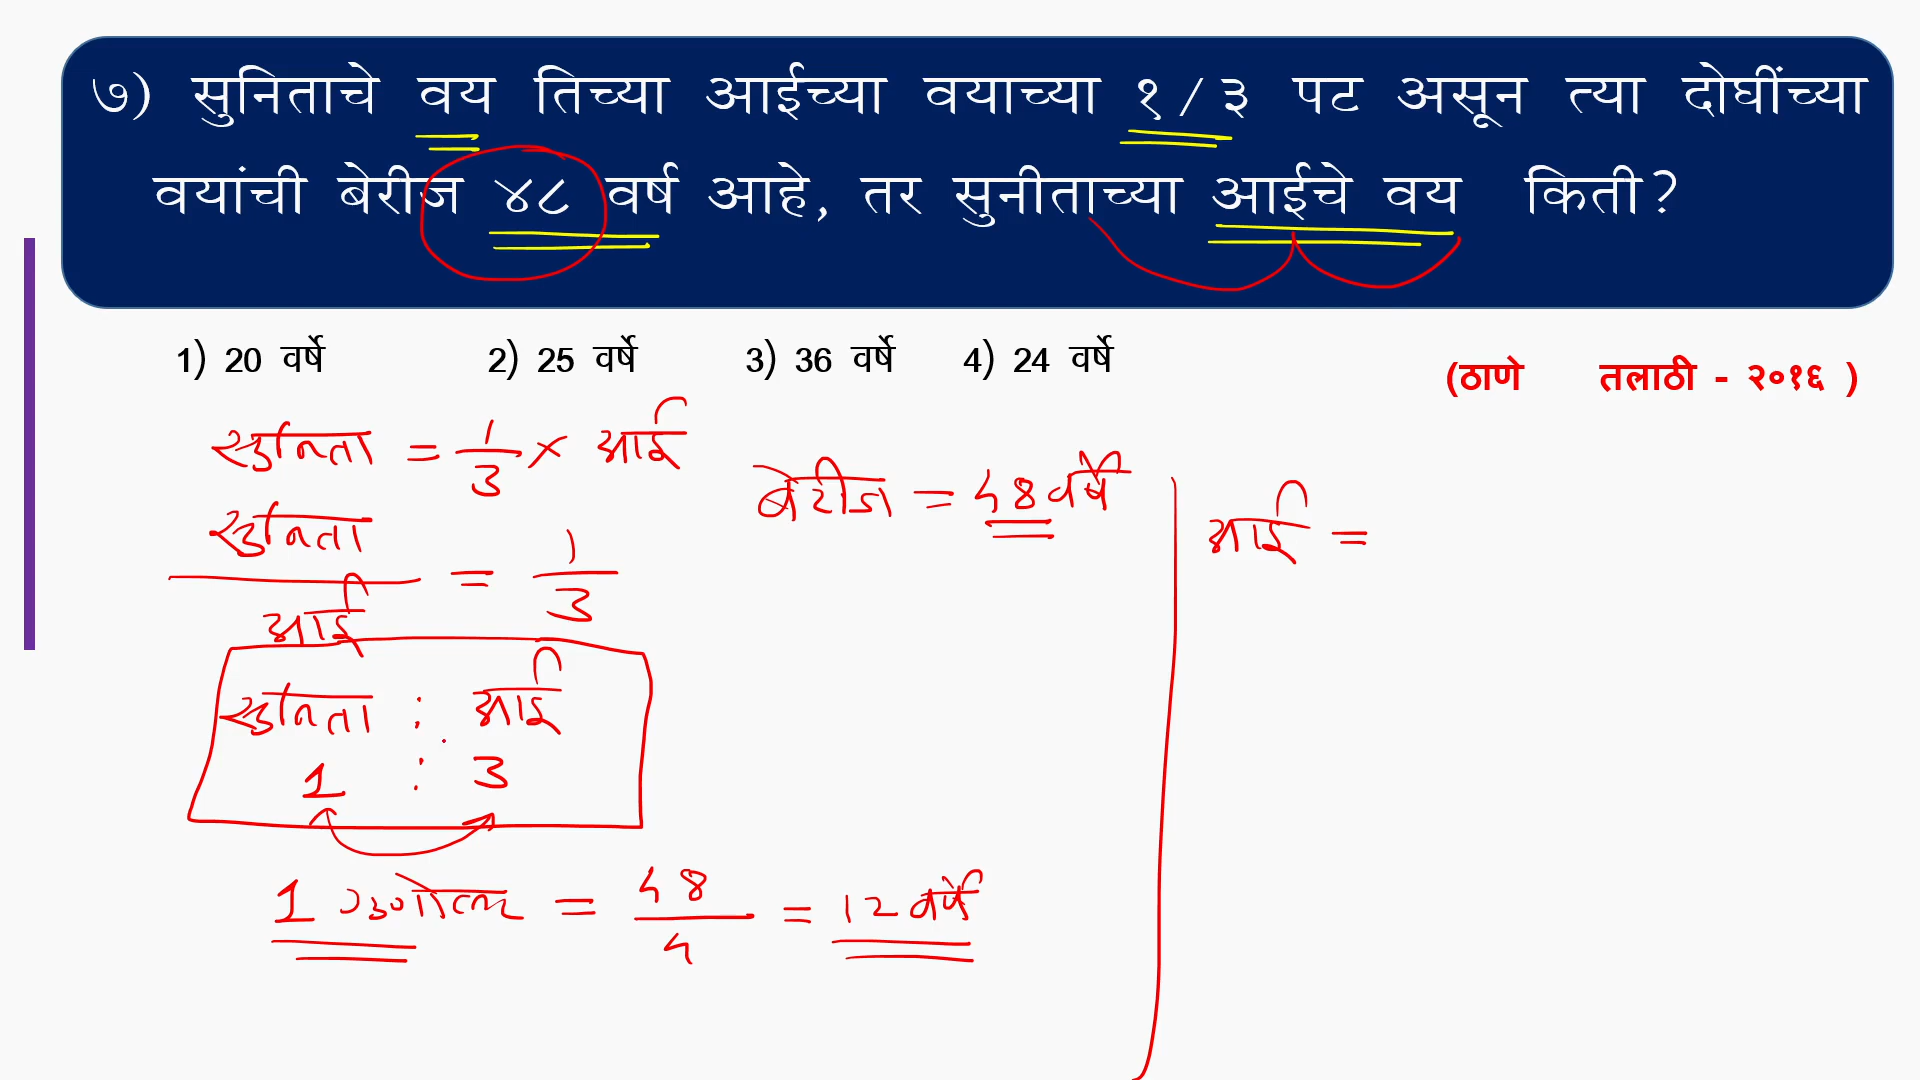 ७) सुनिताचे वय तिच्या आईच्या वयाच्या १/३ पट असून त्या दोघींच्या
वयांची बेरीज ४८ वर्ष आहे, तर सुनीताच्या आईचे वय किती?
1) 20 वर्षे 2) 25 वर्षे 3) 36 वर्षे 4) 24 वर्षे
(ठाणे तलाठी - २०१६ )
सुनिता = 1/3 × आई
सुनिता/आई = 1/3
सुनिता : आई
1 : 3
1 = 48/4 = 12 वर्षे
बेरीज = 48 वर्षे
आई =